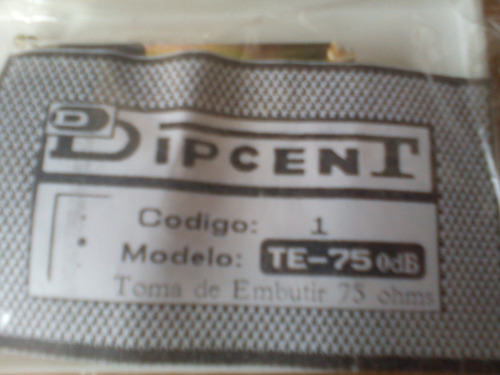 DIPCENT
Codigo: 1
Modelo: TE-75 0dB
Toma de Embutir 75 ohms